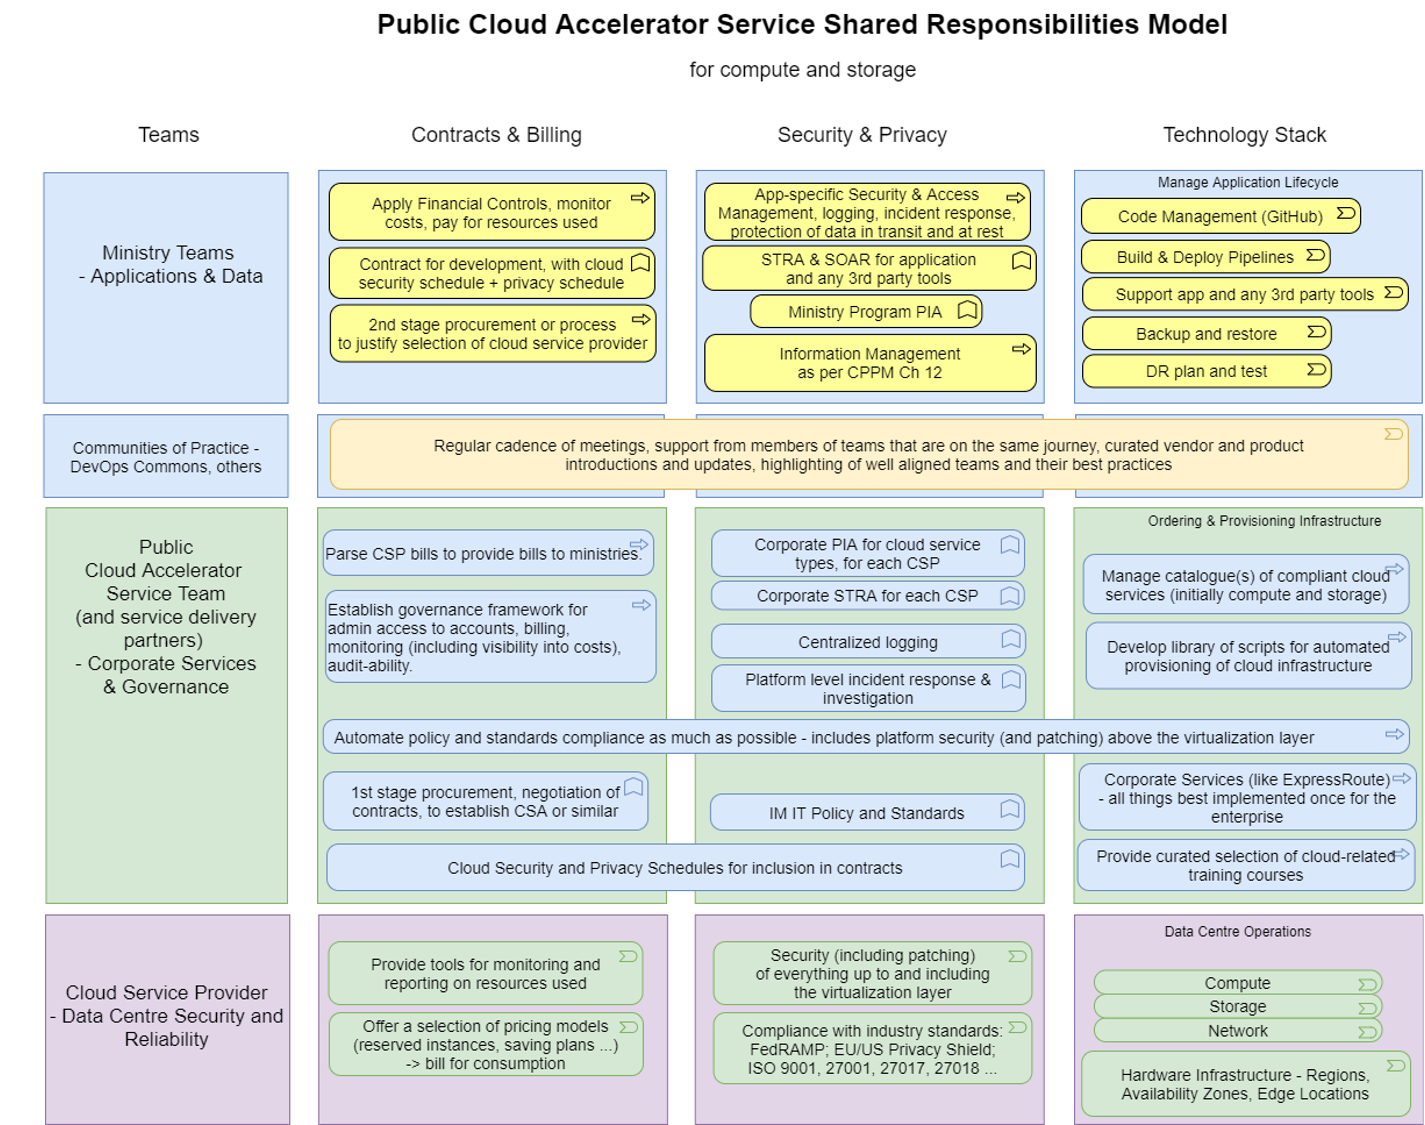 Public Cloud Accelerator Service Shared Responsibilities Model
for compute and storage
Teams
Contracts & Billing
Security & Privacy
Technology Stack
Ministry Teams
- Applications & Data
Apply Financial Controls, monitor
costs, pay for resources used
Contract for development, with cloud
security schedule + privacy schedule
2nd stage procurement or process
to justify selection of cloud service provider
App-specific Security & Access
Management, logging, incident response,
protection of data in transit and at rest
STRA & SOAR for application
and any 3rd party tools
Ministry Program PIA
Information Management
as per CPPM Ch 12
Manage Application Lifecycle
Code Management (GitHub)
Build & Deploy Pipelines
Support app and any 3rd party tools
Backup and restore
DR plan and test
Communities of Practice -
DevOps Commons, others
Regular cadence of meetings, support from members of teams that are on the same journey, curated vendor and product
introductions and updates, highlighting of well aligned teams and their best practices
Public
Cloud Accelerator
Service Team
(and service delivery
partners)
- Corporate Services
& Governance
Parse CSP bills to provide bills to ministries.
Establish governance framework for
admin access to accounts, billing,
monitoring (including visibility into costs),
audit-ability.
Corporate PIA for cloud service
types, for each CSP
Corporate STRA for each CSP
Centralized logging
Platform level incident response &
investigation
Ordering & Provisioning Infrastructure
Manage catalogue(s) of compliant cloud
services (initially compute and storage)
Develop library of scripts for automated
provisioning of cloud infrastructure
Automate policy and standards compliance as much as possible - includes platform security (and patching) above the virtualization layer
1st stage procurement, negotiation of
contracts, to establish CSA or similar
IM IT Policy and Standards
Corporate Services (like ExpressRoute)
- all things best implemented once for the
enterprise
Cloud Security and Privacy Schedules for inclusion in contracts
Provide curated selection of cloud-related
training courses
Cloud Service Provider
- Data Centre Security and
Reliability
Provide tools for monitoring and
reporting on resources used
Offer a selection of pricing models
(reserved instances, saving plans ...)
-> bill for consumption
Security (including patching)
of everything up to and including
the virtualization layer
Compliance with industry standards:
FedRAMP; EU/US Privacy Shield;
ISO 9001, 27001, 27017, 27018 ...
Data Centre Operations
Compute
Storage
Network
Hardware Infrastructure - Regions,
Availability Zones, Edge Locations